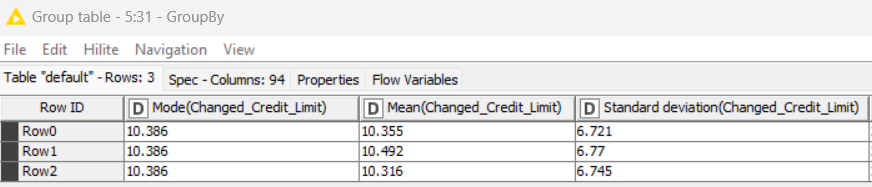 Group table - 5:31 - GroupBy
File Edit Hilite Navigation View
Table "default" - Rows: 3 Spec - Columns: 94 Properties Flow Variables
Row ID D Mode(Changed_Credit_Limit) D Mean(Changed_Credit_Limit) D Standard deviation(Changed_Credit_Limit)
Row0 10.386 10.355 6.721
Row1 10.386 10.492 6.77
Row2 10.386 10.316 6.745